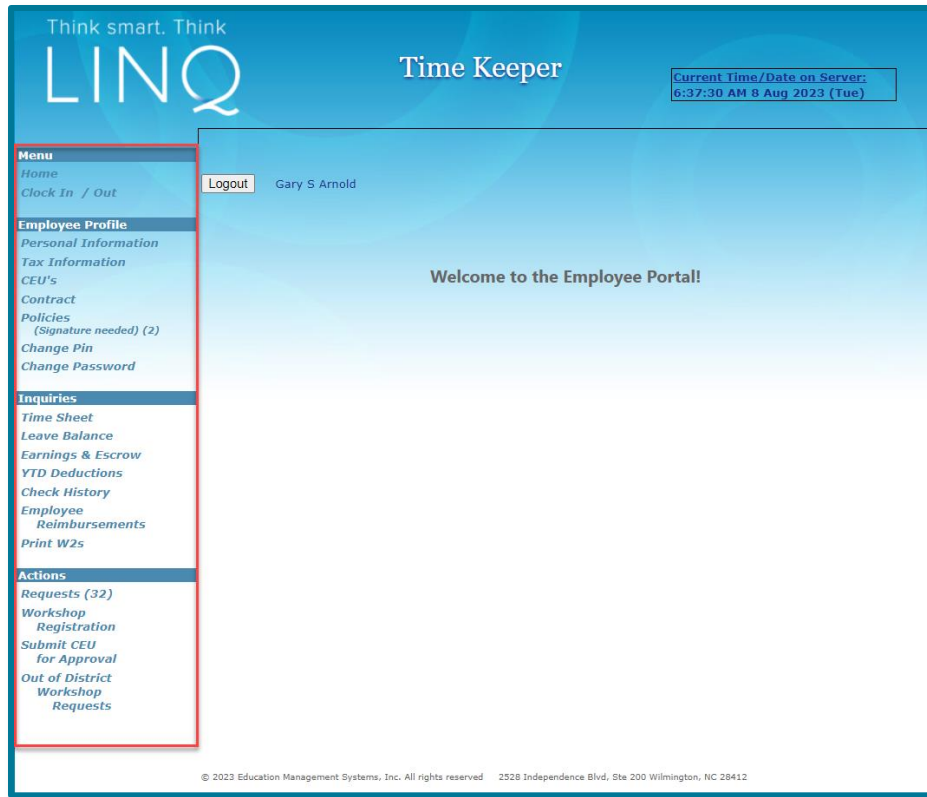 Think smart. Think
LINQ
Time Keeper
Current Time/Date on Server:
6:37:30 AM 8 Aug 2023 (Tue)
Menu
Home
Clock In / Out
Logout
Gary S Arnold
Employee Profile
Personal Information
Tax Information
CEU's
Contract
Policies
(Signature needed) (2)
Change Pin
Change Password
Welcome to the Employee Portal!
Inquiries
Time Sheet
Leave Balance
Earnings & Escrow
YTD Deductions
Check History
Employee
Reimbursements
Print W2s
Actions
Requests (32)
Workshop
Registration
Submit CEU
for Approval
Out of District
Workshop
Requests
© 2023 Education Management Systems, Inc. All rights reserved 2528 Independence Blvd, Ste 200 Wilmington, NC 28412